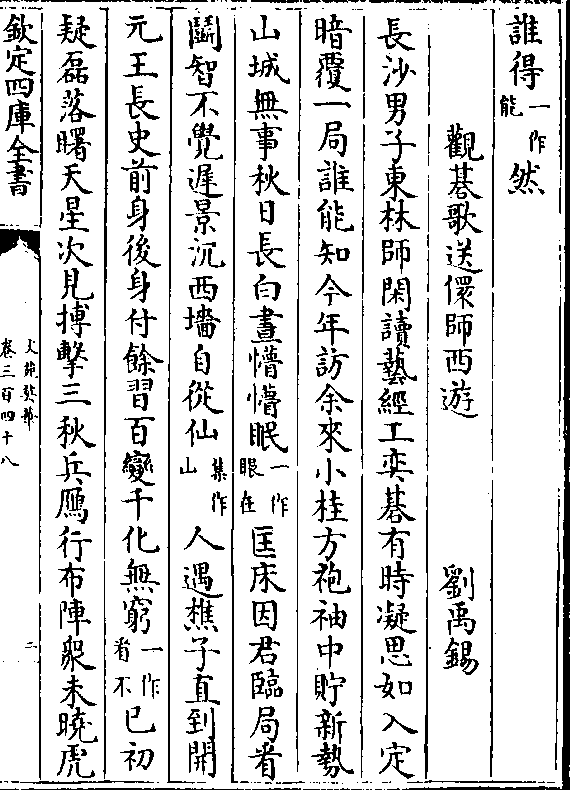 誰得一作能然
觀棊歌送儇師西遊 劉禹錫
長沙男子東林師閑讀藝經工奕棊有時凝思如入定
暗覆一局誰能知今年訪余來小桂方袍袖中貯新勢
山城無事秋日長白晝懵懵眠一作眼在匡床因君臨局看
鬬智不覺遲景沉西墻自從仙集作山人遇樵子直到開
元王長史前身後身付餘習百變千化無窮一作看不已初
疑磊落曙天星次見搏擊三秋兵鴈行布陣衆未曉虎
欽定四庫全書
文苑英華
卷三百四十八
二